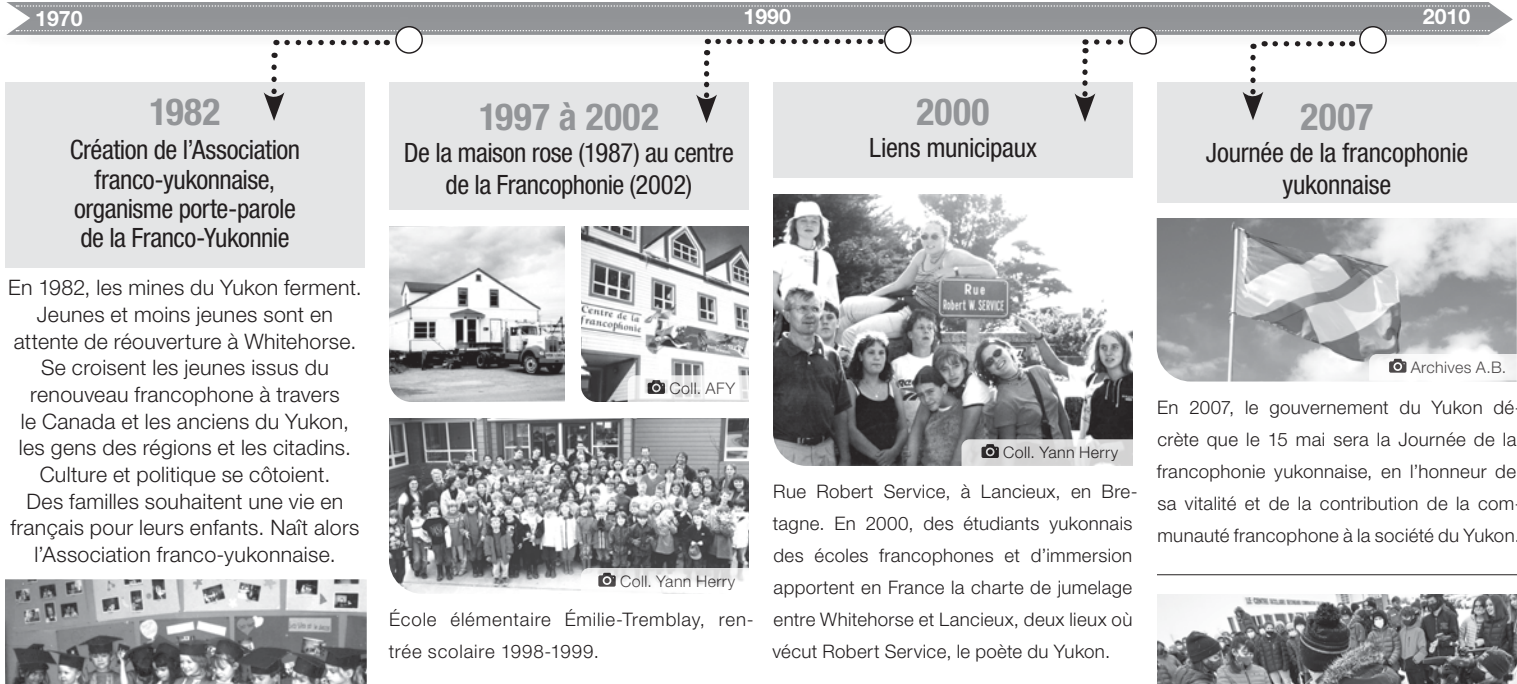 1970
1990
2010
1982
Création de l'Association
franco-yukonnaise,
organisme porte-parole
de la Franco-Yukonnie
En 1982, les mines du Yukon ferment.
Jeunes et moins jeunes sont en
attente de réouverture à Whitehorse.
Se croisent les jeunes issus du
renouveau francophone à travers
le Canada et les anciens du Yukon,
les gens des régions et les citadins.
Culture et politique se côtoient.
Des familles souhaitent une vie en
français pour leurs enfants. Naît alors
l'Association franco-yukonnaise.
1997 à 2002
De la maison rose (1987) au centre
de la Francophonie (2002)
Centre de la
francophonie
Coll. AFY
Coll. Yann Herry
École élémentaire Émilie-Tremblay, ren-
trée scolaire 1998-1999.
2000
Liens municipaux
Rue
Robert W. SERVICE
Coll. Yann Herry
Rue Robert Service, à Lancieux, en Bre-
tagne. En 2000, des étudiants yukonnais
des écoles francophones et d'immersion
apportent en France la charte de jumelage
entre Whitehorse et Lancieux, deux lieux où
vécut Robert Service, le poète du Yukon.
2007
Journée de la francophonie
yukonnaise
Archives A.B.
En 2007, le gouvernement du Yukon dé-
crète que le 15 mai sera la Journée de la
francophonie yukonnaise, en l'honneur de
sa vitalité et de la contribution de la com-
munauté francophone à la société du Yukon.